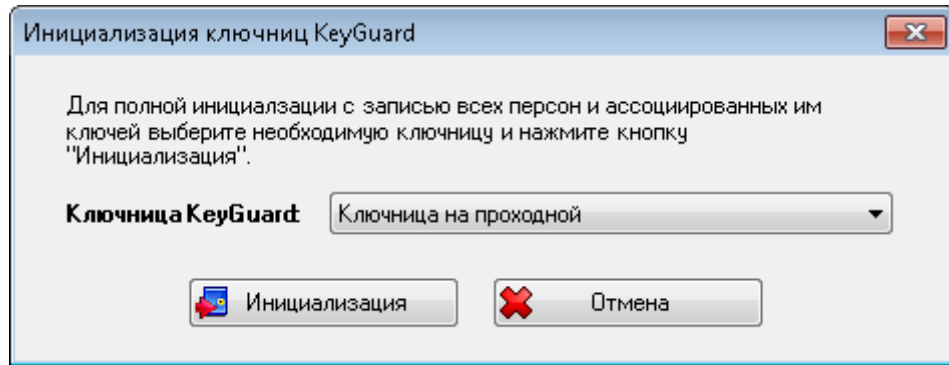 Инициализация ключниц KeyGuard
Для полной инициалзации с записью всех персон и ассоциированных им
ключей выберите необходимую ключницу и нажмите кнопку
"Инициализация".
Ключница KeyGuard: Ключница на проходной
Инициализация Отмена